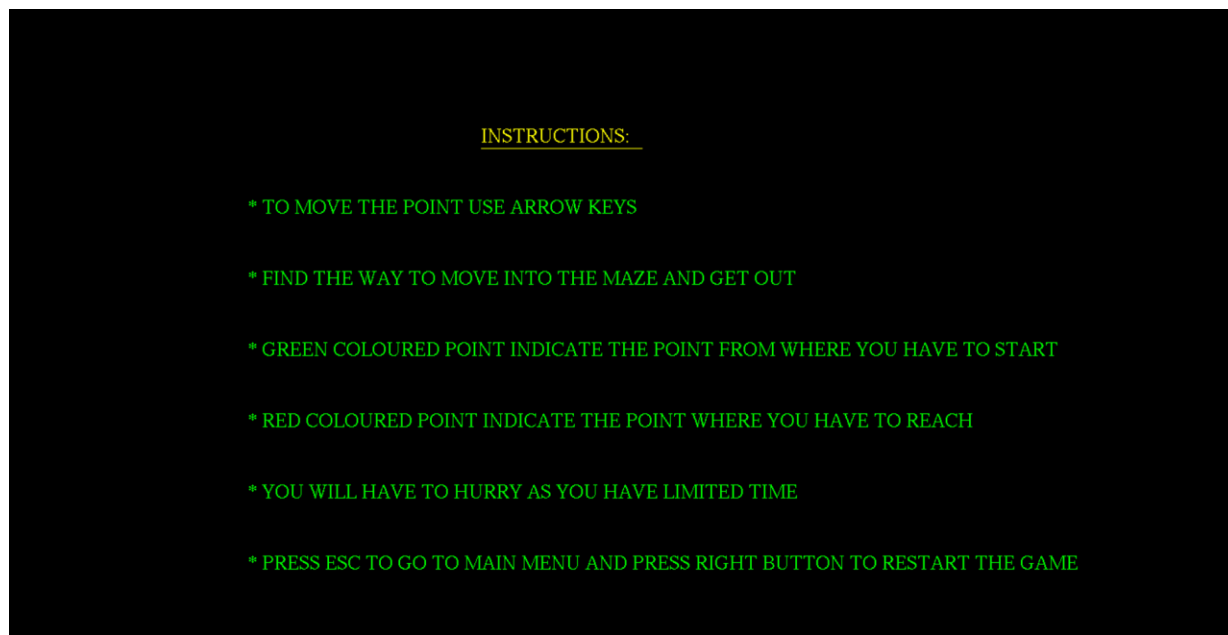 INSTRUCTIONS:
* TO MOVE THE POINT USE ARROW KEYS
* FIND THE WAY TO MOVE INTO THE MAZE AND GET OUT
* GREEN COLOURED POINT INDICATE THE POINT FROM WHERE YOU HAVE TO START
* RED COLOURED POINT INDICATE THE POINT WHERE YOU HAVE TO REACH
* YOU WILL HAVE TO HURRY AS YOU HAVE LIMITED TIME
* PRESS ESC TO GO TO MAIN MENU AND PRESS RIGHT BUTTON TO RESTART THE GAME